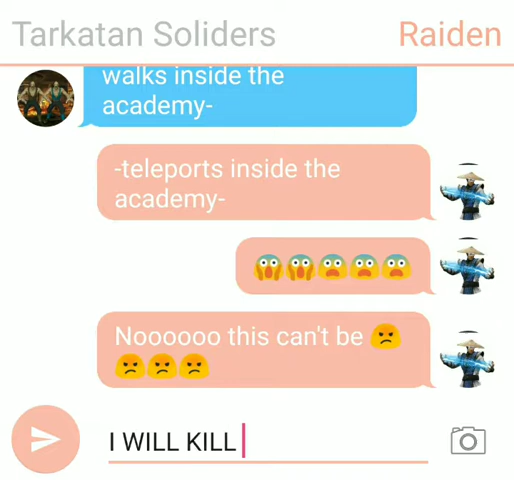 Tarkatan Soliders Raiden
walks inside the
academy-
-teleports inside the
academy-
😱😱😨😨😨
Noooooo this can't be 😡
😡😡😡
I WILL KILL